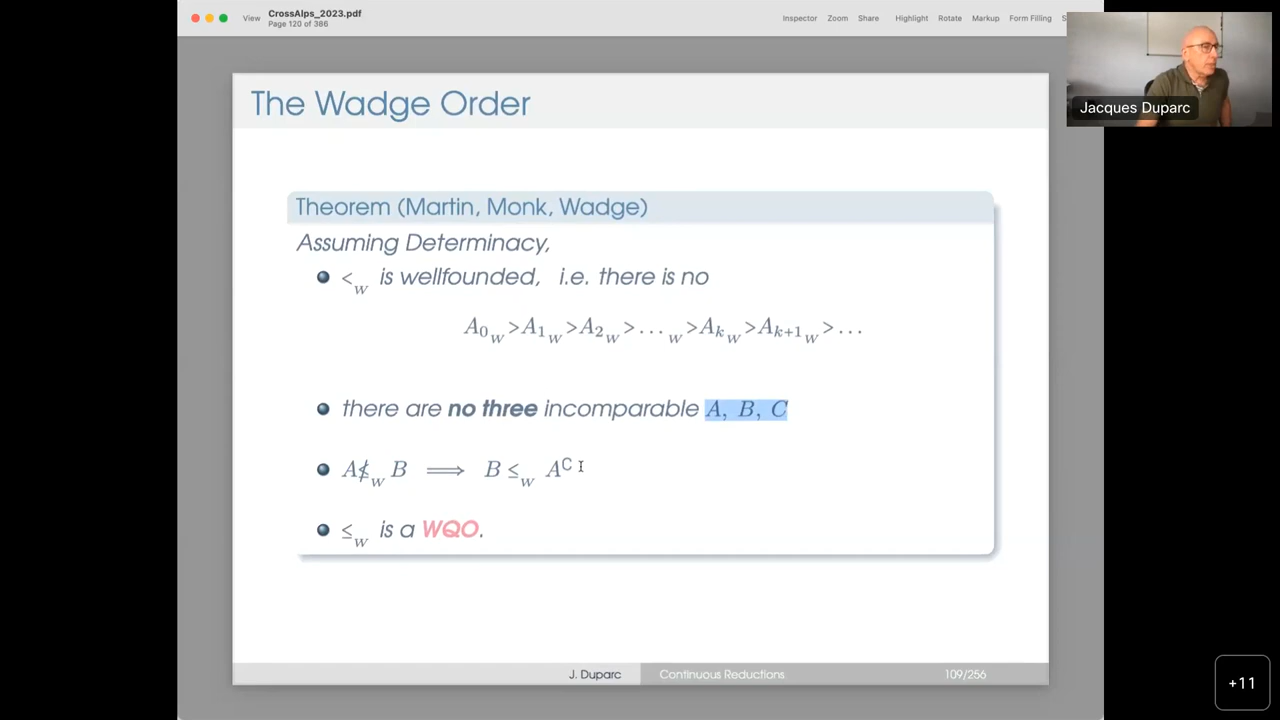 View
CrossAlps_2023.pdf
Page 120 of 386
Inspector Zoom Share Highlight Rotate Markup Form Filling
Jacques Duparc
The Wadge Order
Theorem (Martin, Monk, Wadge)
Assuming Determinacy,
<_W is wellfounded, i.e. there is no
A_0 _W> A_1 _W> A_2 _W> ... _W> A_k _W> A_{k+1} _W> ...
there are no three incomparable A, B, C
A ≰_W B ⟹ B ≤_W A^C
≤_W is a WQO.
J. Duparc Continuous Reductions 109/256
+11